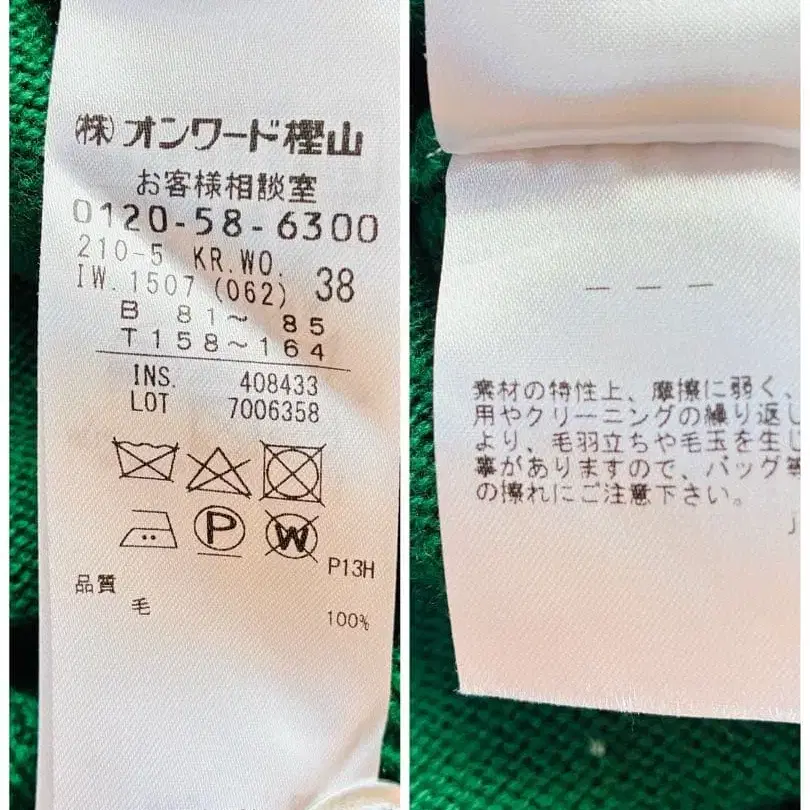 (株)オンワード樫山
お客様相談室
0120-58-6300
210-5 KR.WO.
IW.1507 (062) 38
B 81〜 85
T 158〜164
INS. 408433
LOT 7006358
P
W
P13H
品質
毛
100%
— — —
素材の特性上、摩擦に弱く、
用やクリーニングの繰り返し
より、毛羽立ちや毛玉を生じ
事がありますので、バッグ等
の擦れにご注意下さい。